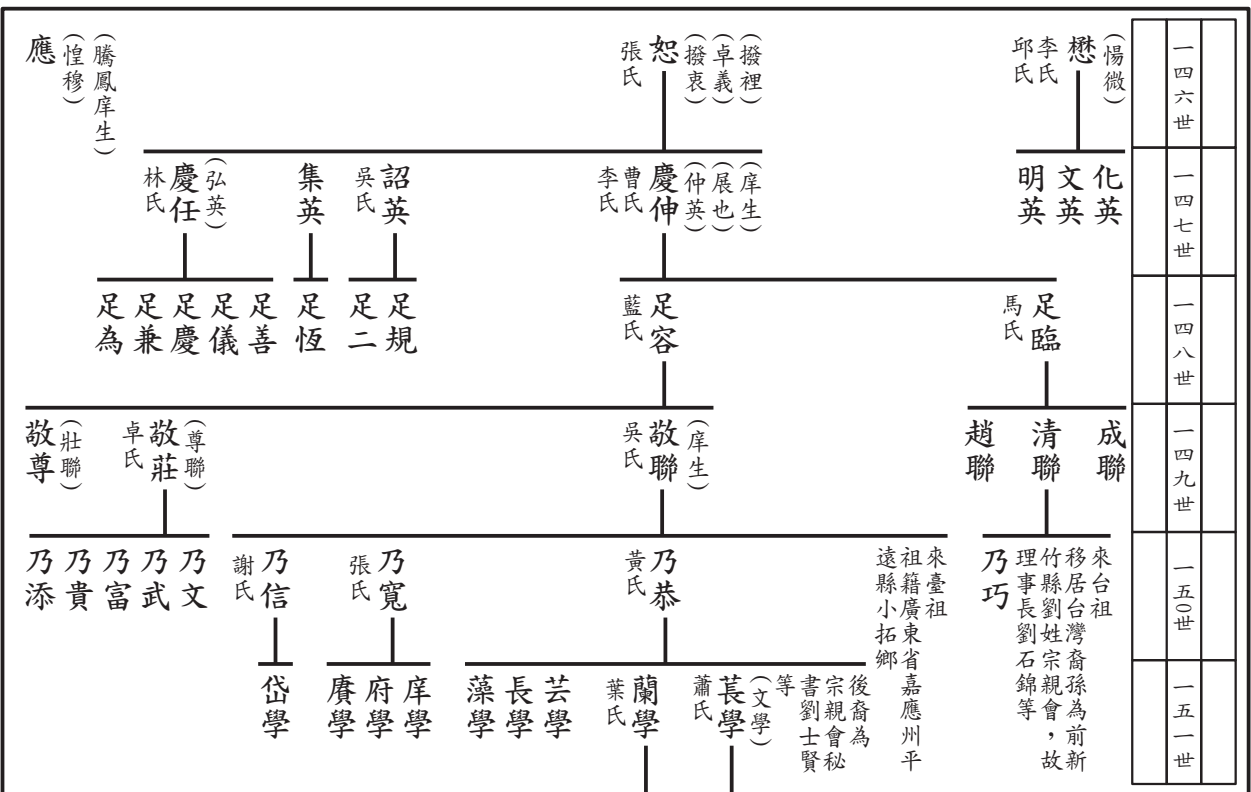 一四六世
(愓微)
懋
李氏
邱氏
(撥裡)
(卓義)
(撥衷)
恕
張氏
(騰鳳庠生)
(惶穆)
應
一四七世
化英
文英
明英
(庠生)
(展也)
(仲英)
慶伸
曹氏
李氏
詔英
吳氏
集英
(弘英)
慶任
林氏
一四八世
足臨
馬氏
足容
藍氏
足規
足二
足恆
足善
足儀
足慶
足兼
足為
一四九世
成聯
清聯
趙聯
(庠生)
敬聯
吳氏
(尊聯)
敬莊
卓氏
(壯聯)
敬尊
一五○世
來台祖
移居台灣裔孫為前新
竹縣劉姓宗親會，故
理事長劉石錦等
乃巧
來臺祖
祖籍廣東省嘉應州平
遠縣小拓鄉
乃恭
黃氏
乃寬
張氏
乃信
謝氏
乃文
乃武
乃富
乃貴
乃添
一五一世
後裔為
宗親會秘
書劉士賢
等
(文學)
萇學
蕭氏
蘭學
葉氏
芸學
長學
藻學
庠學
府學
賡學
岱學